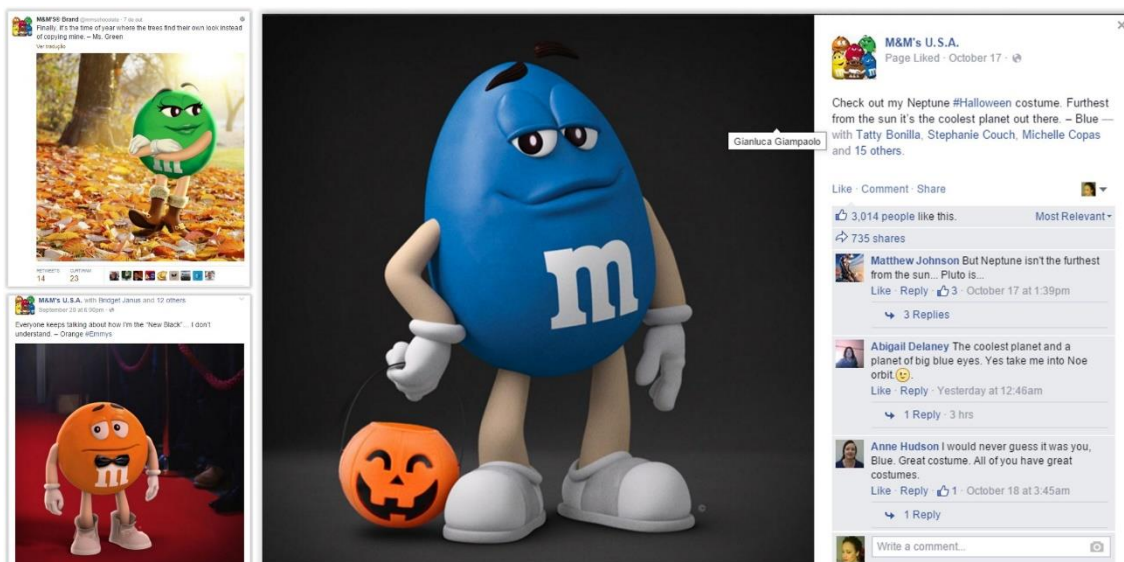 M&M'S® Brand @mmschocolate · 7 de out
Finally, it's the time of year where the trees find their own look instead
of copying mine. – Ms. Green
Ver tradução
m
RETWEETS
14
CURTIRAM
23
M&M's U.S.A. with Bridget Janus and 12 others
September 20 at 6:00pm
Everyone keeps talking about how I'm the "New Black"... I don't
understand. – Orange #Emmys
m
m
©
Gianluca Giampaolo
M&M's U.S.A.
Page Liked · October 17 ·
Check out my Neptune #Halloween costume. Furthest
from the sun it's the coolest planet out there. – Blue —
with Tatty Bonilla, Stephanie Couch, Michelle Copas
and 15 others.
Like · Comment · Share
3,014 people like this.
Most Relevant
735 shares
Matthew Johnson But Neptune isn't the furthest
from the sun... Pluto is...
Like · Reply · 3 · October 17 at 1:39pm
3 Replies
Abigail Delaney The coolest planet and a
planet of big blue eyes. Yes take me into Noe
orbit 😉.
Like · Reply · Yesterday at 12:46am
1 Reply · 3 hrs
Anne Hudson I would never guess it was you,
Blue. Great costume. All of you have great
costumes.
Like · Reply · 1 · October 18 at 3:45am
1 Reply
Write a comment...